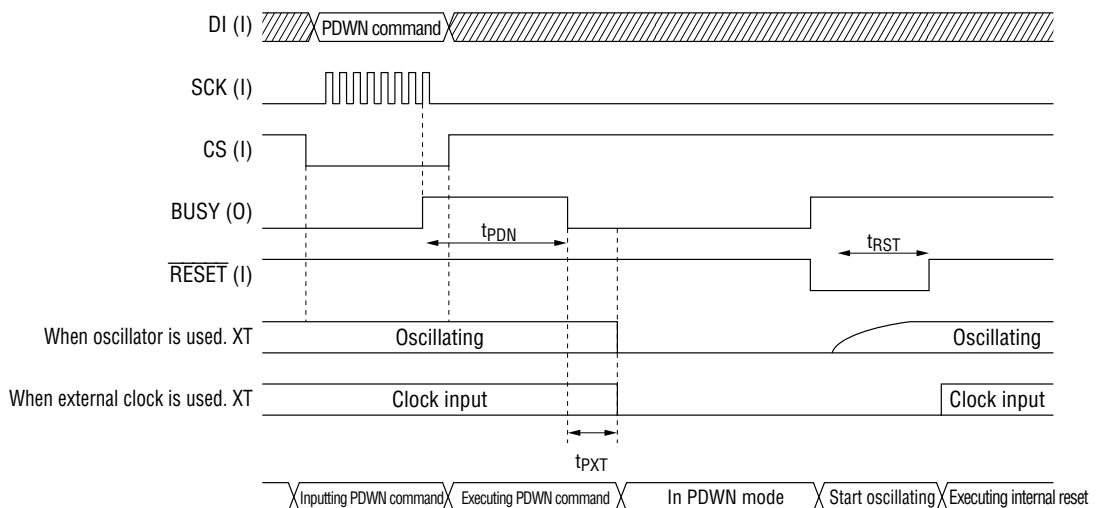 DI (I)
PDWN command
SCK (I)
CS (I)
BUSY (O)
tPDN
tRST
RESET (I)
When oscillator is used. XT
Oscillating
Oscillating
When external clock is used. XT
Clock input
Clock input
tPXT
Inputting PDWN command
Executing PDWN command
In PDWN mode
Start oscillating
Executing internal reset